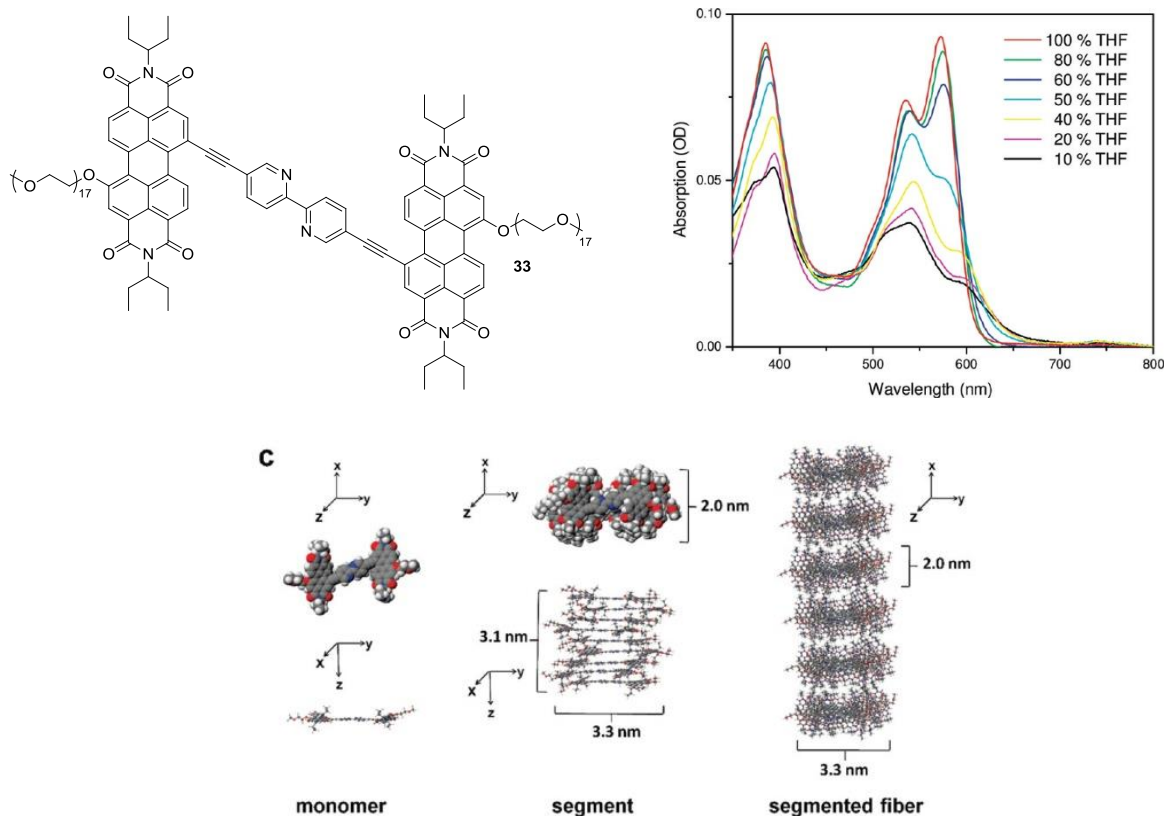 N
O
O
O
17
O
N
O
O
N
N
N
O
O
O
O
17
33
N
O
O
Absorption (OD)
0.10
0.05
0.00
100 % THF
80 % THF
60 % THF
50 % THF
40 % THF
20 % THF
10 % THF
400
500
600
700
800
Wavelength (nm)
c
x
y
z
x
y
z
monomer
x
y
z
2.0 nm
3.1 nm
x
y
z
3.3 nm
segment
x
y
z
2.0 nm
3.3 nm
segmented fiber